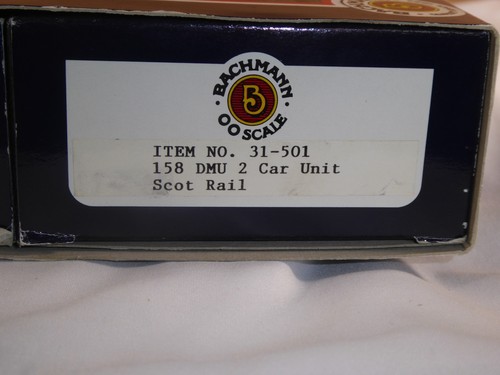 BACHMANN
B
OO SCALE
ITEM NO. 31-501
158 DMU 2 Car Unit
Scot Rail